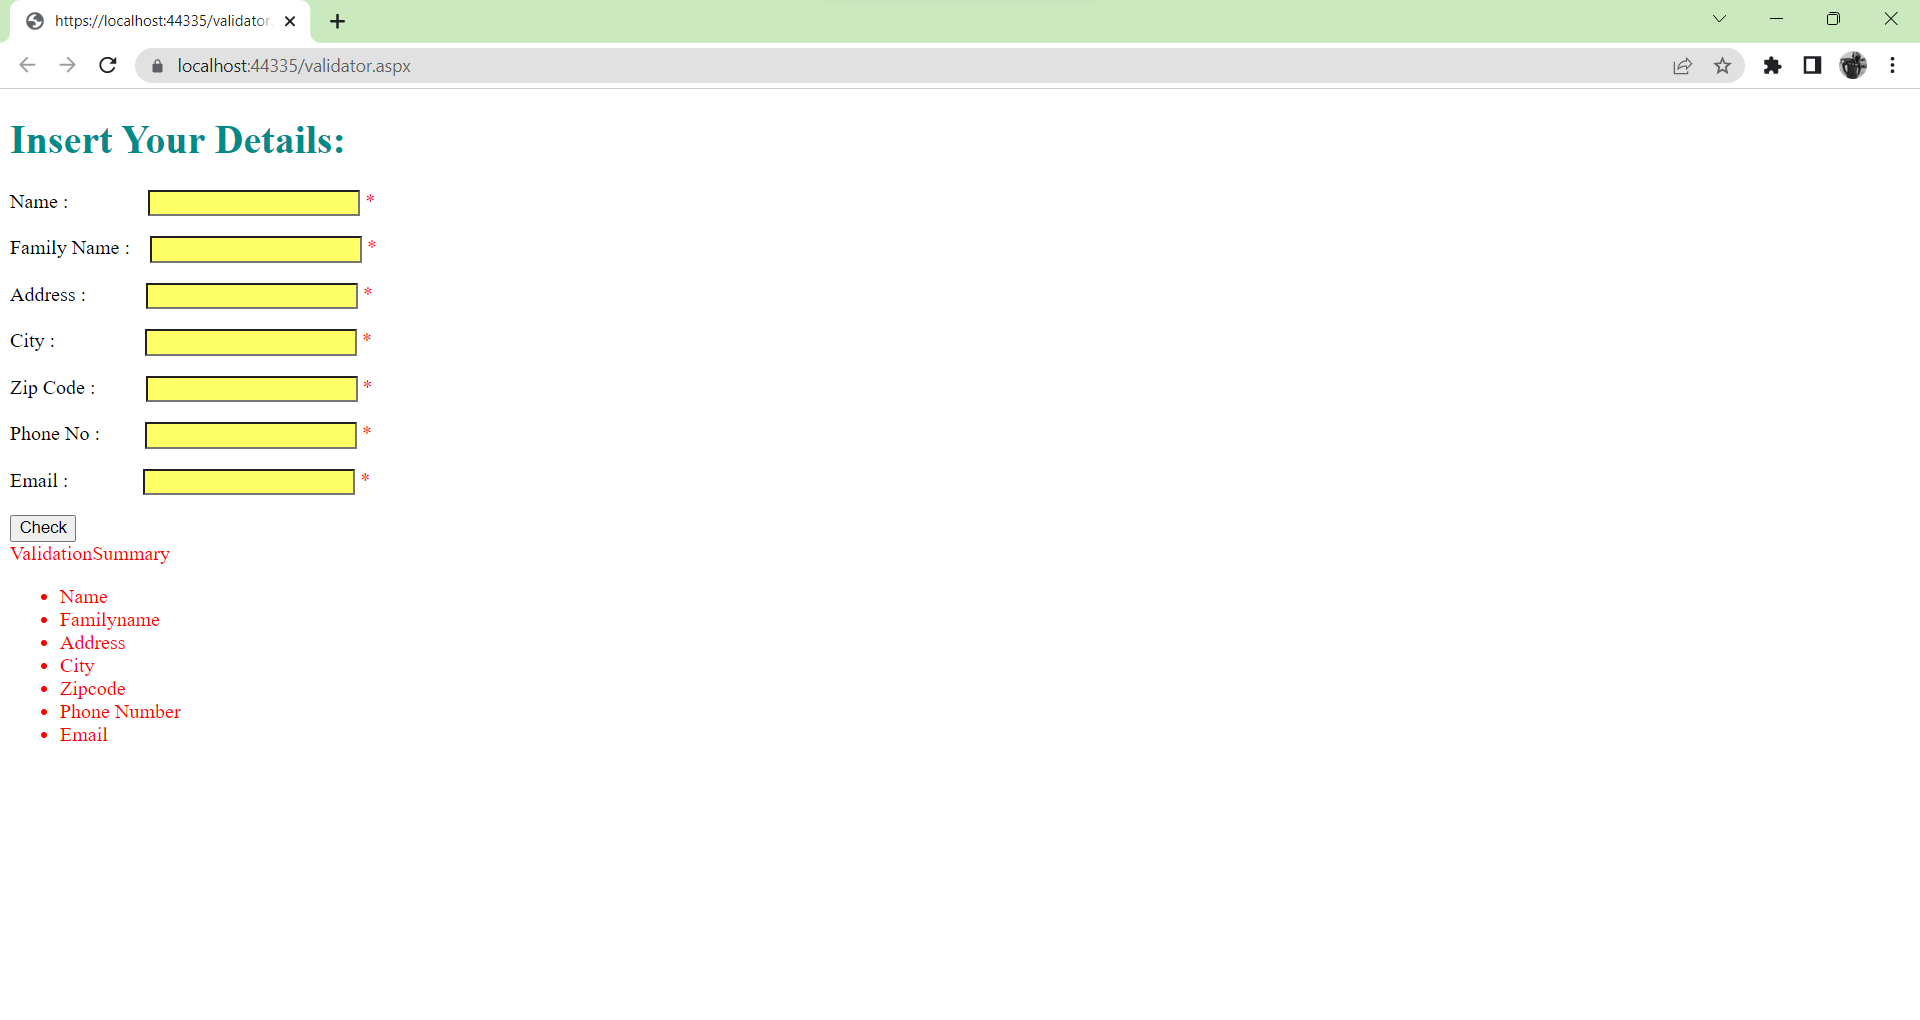 https://localhost:44335/validator.
localhost:44335/validator.aspx
Insert Your Details:
Name : *
Family Name : *
Address : *
City : *
Zip Code : *
Phone No : *
Email : *
Check
ValidationSummary
• Name
• Familyname
• Address
• City
• Zipcode
• Phone Number
• Email